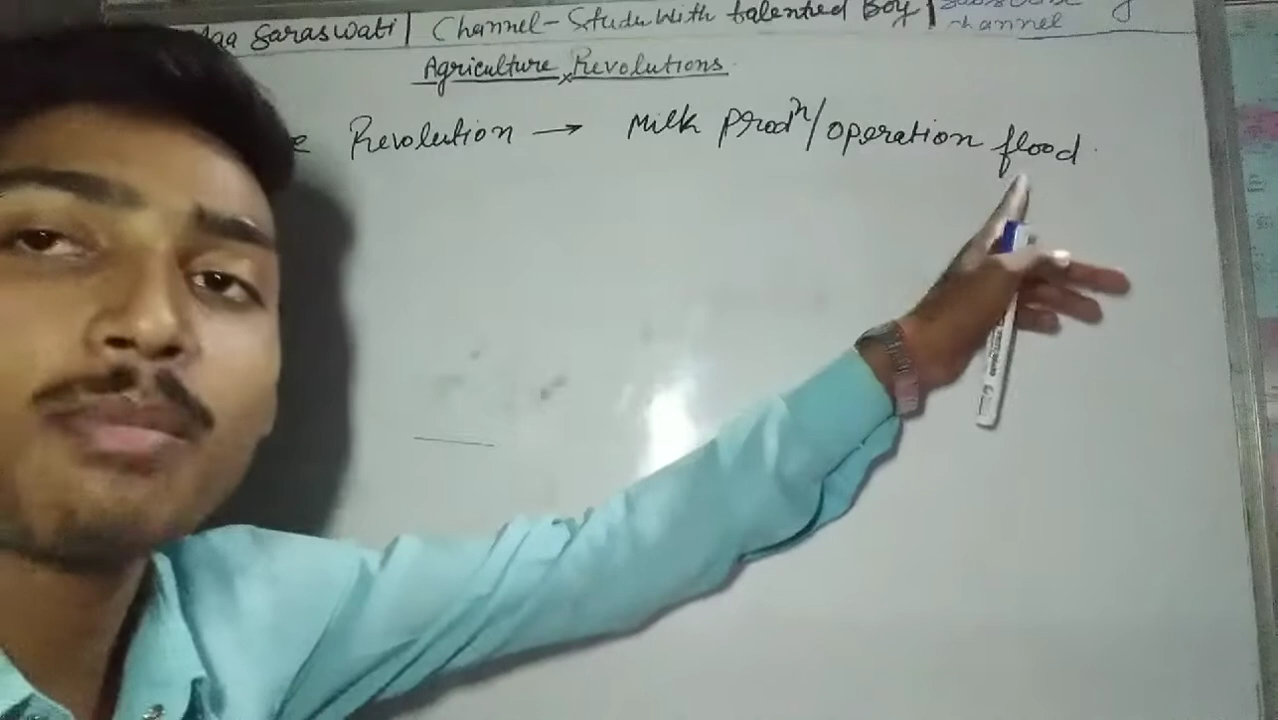 Saraswati | Channel - Study With talented Boy |
channel
Agriculture Revolutions
Revolution → Milk prodⁿ/operation flood